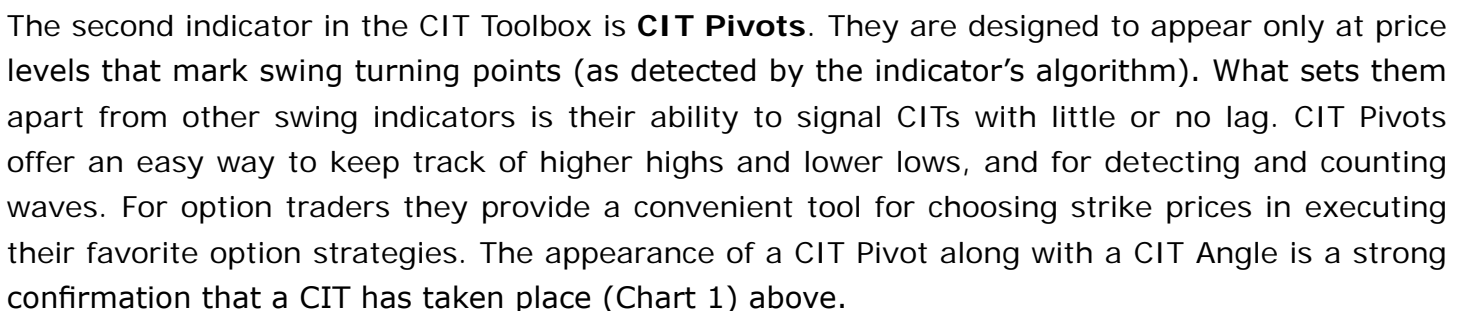 The second indicator in the CIT Toolbox is CIT Pivots. They are designed to appear only at price
levels that mark swing turning points (as detected by the indicator’s algorithm). What sets them
apart from other swing indicators is their ability to signal CITs with little or no lag. CIT Pivots
offer an easy way to keep track of higher highs and lower lows, and for detecting and counting
waves. For option traders they provide a convenient tool for choosing strike prices in executing
their favorite option strategies. The appearance of a CIT Pivot along with a CIT Angle is a strong
confirmation that a CIT has taken place (Chart 1) above.